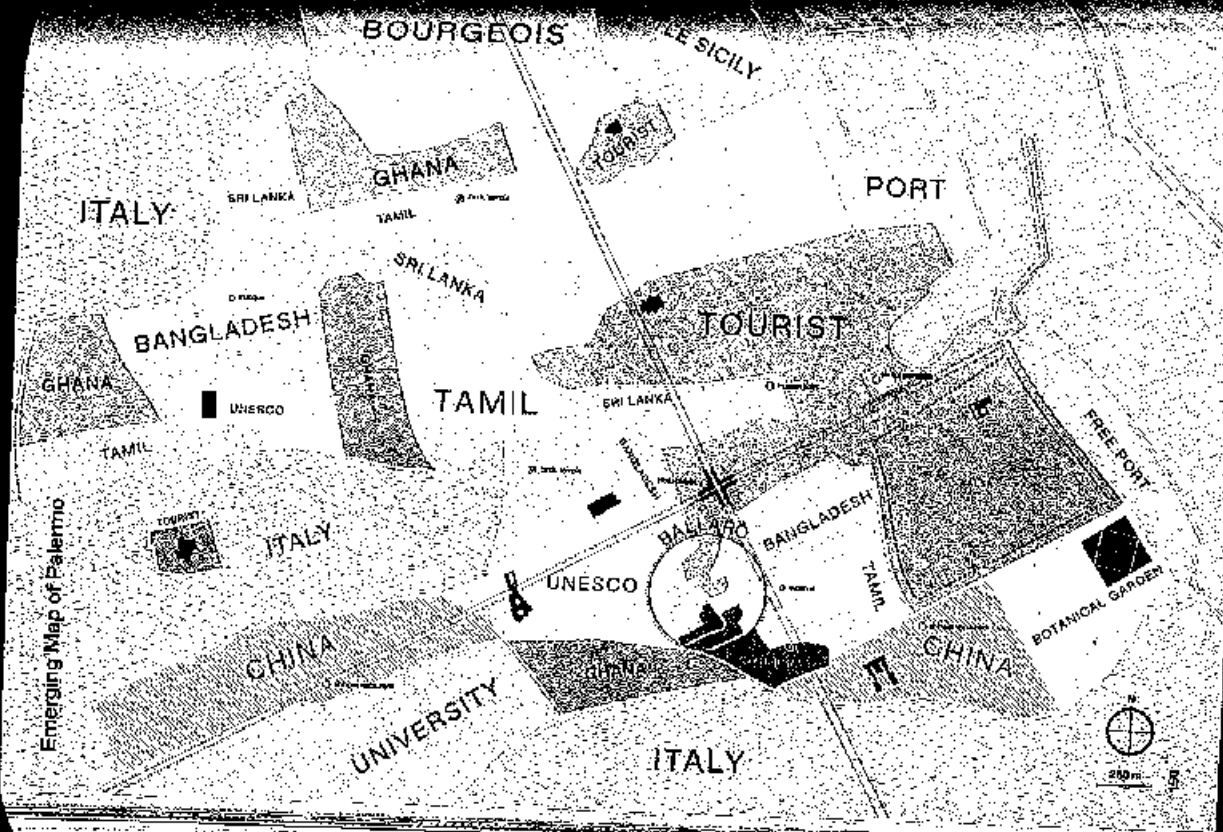 BOURGEOIS
LE SICILY
TOURIST
GHANA
PORT
SRI LANKA
ITALY
TAMIL
SRI LANKA
mosque
BANGLADESH
TOURIST
GHANA
TAMIL
SRI LANKA
UNESCO
FREE PORT
TAMIL
BANGLADESH
TOURIST
ITALY
BALLARO
UNESCO
TAMIL
BOTANICAL GARDEN
CHINA
GHANA
CHINA
UNIVERSITY
ITALY
N
250 m
Emerging Map of Palermo